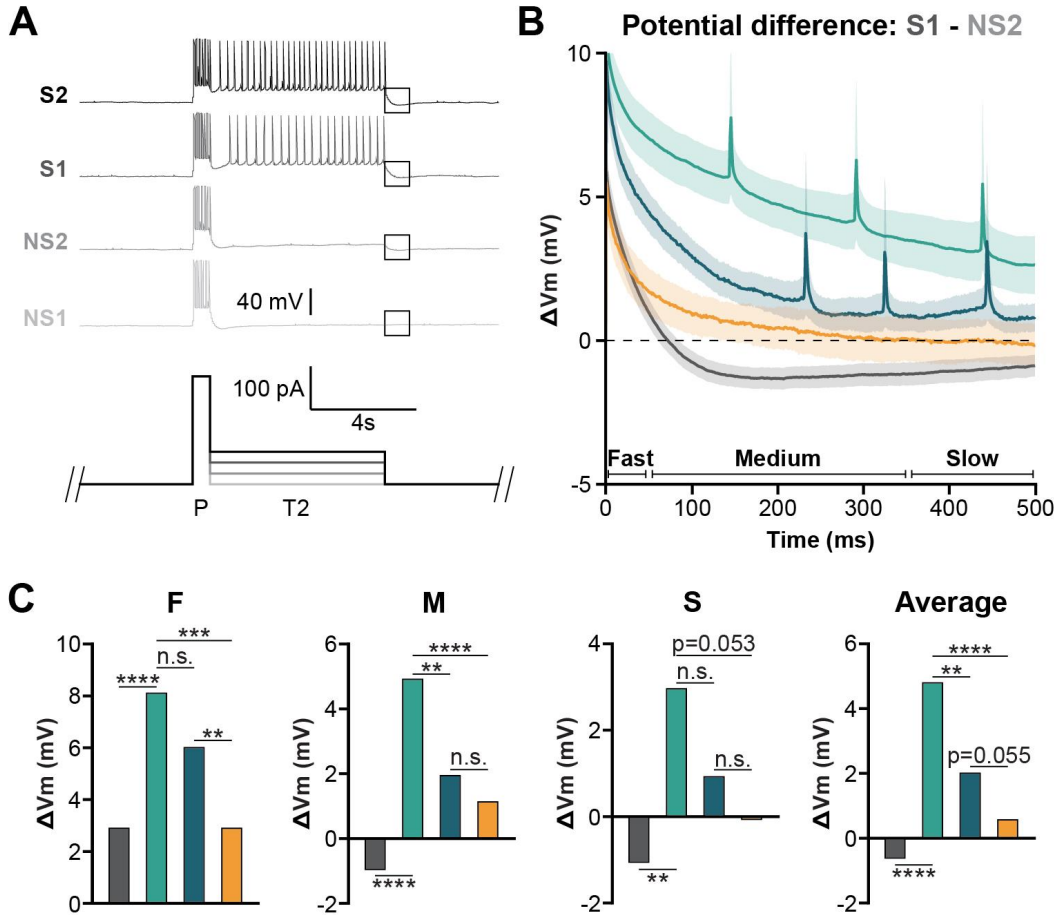 A
S2
S1
NS2
NS1
40 mV
100 pA
4s
P
T2
B
Potential difference: S1 - NS2
10
5
0
-5
ΔVm (mV)
Fast
Medium
Slow
0
100
200
300
400
500
Time (ms)
C
F
10
8
6
4
2
0
ΔVm (mV)
***
n.s.
****
**
M
6
4
2
0
-2
ΔVm (mV)
****
**
n.s.
****
S
4
2
0
-2
ΔVm (mV)
p=0.053
n.s.
n.s.
**
Average
6
4
2
0
-2
ΔVm (mV)
****
**
p=0.055
****